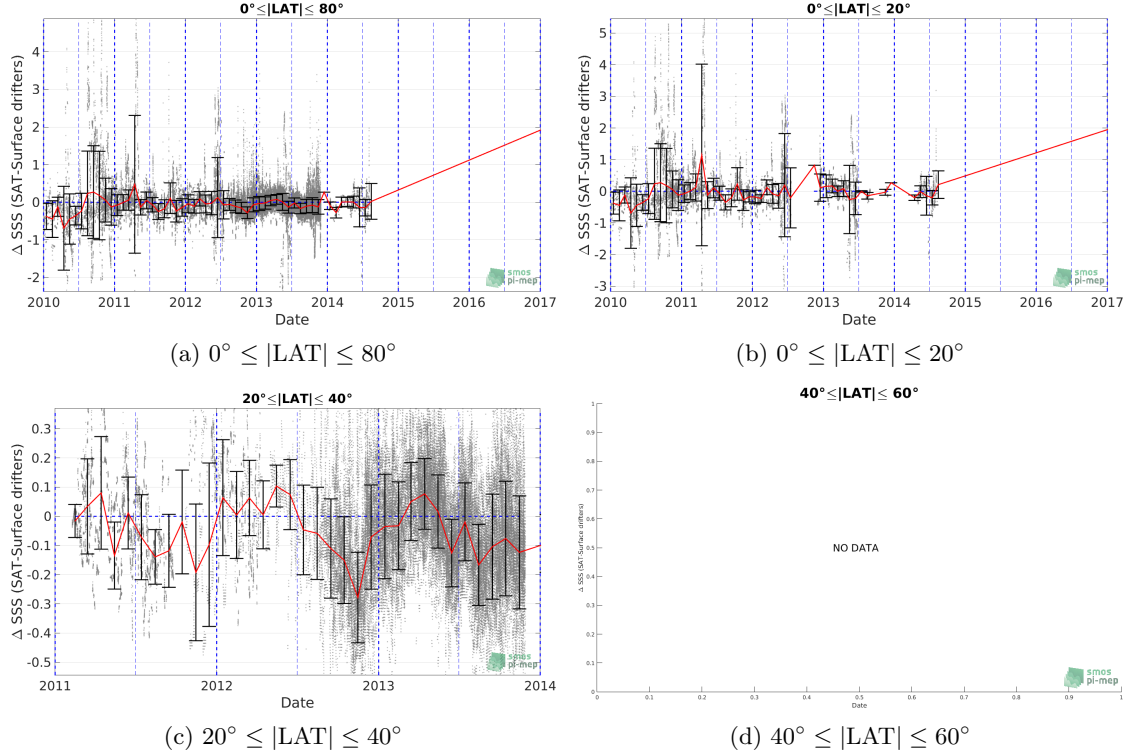 0°≤|LAT|≤ 80°
Δ SSS (SAT-Surface drifters)
4
3
2
1
0
-1
-2
2010 2011 2012 2013 2014 2015 2016 2017
Date
smos
pi-mep
(a) 0° ≤ |LAT| ≤ 80°
0°≤|LAT|≤ 20°
Δ SSS (SAT-Surface drifters)
5
4
3
2
1
0
-1
-2
-3
2010 2011 2012 2013 2014 2015 2016 2017
Date
smos
pi-mep
(b) 0° ≤ |LAT| ≤ 20°
20°≤|LAT|≤ 40°
Δ SSS (SAT-Surface drifters)
0.3
0.2
0.1
0
-0.1
-0.2
-0.3
-0.4
-0.5
2011 2012 2013 2014
Date
smos
pi-mep
(c) 20° ≤ |LAT| ≤ 40°
40°≤|LAT|≤ 60°
Δ SSS (SAT-Surface drifters)
1
0.9
0.8
0.7
0.6
0.5
0.4
0.3
0.2
0.1
0
NO DATA
0 0.1 0.2 0.3 0.4 0.5 0.6 0.7 0.8 0.9 1
Date
smos
pi-mep
(d) 40° ≤ |LAT| ≤ 60°